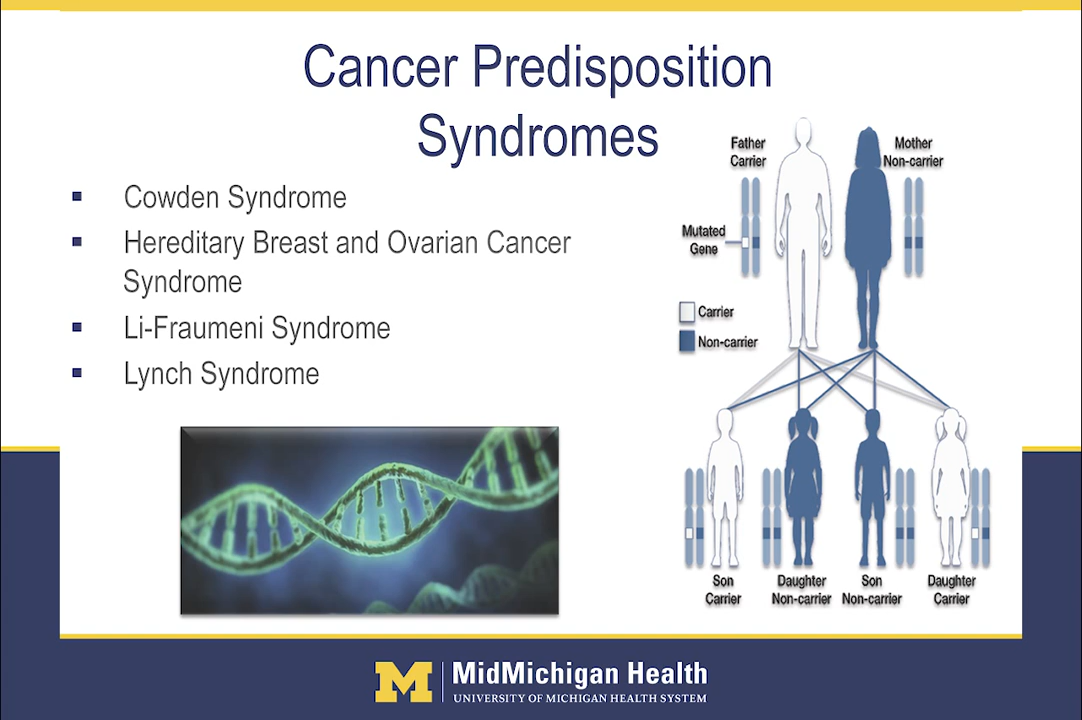 Cancer Predisposition
Syndromes
Cowden Syndrome
Hereditary Breast and Ovarian Cancer
Syndrome
Li-Fraumeni Syndrome
Lynch Syndrome
Father
Carrier
Mother
Non-carrier
Mutated
Gene
Carrier
Non-carrier
Son
Carrier
Daughter
Non-carrier
Son
Non-carrier
Daughter
Carrier
M
MidMichigan Health
UNIVERSITY OF MICHIGAN HEALTH SYSTEM